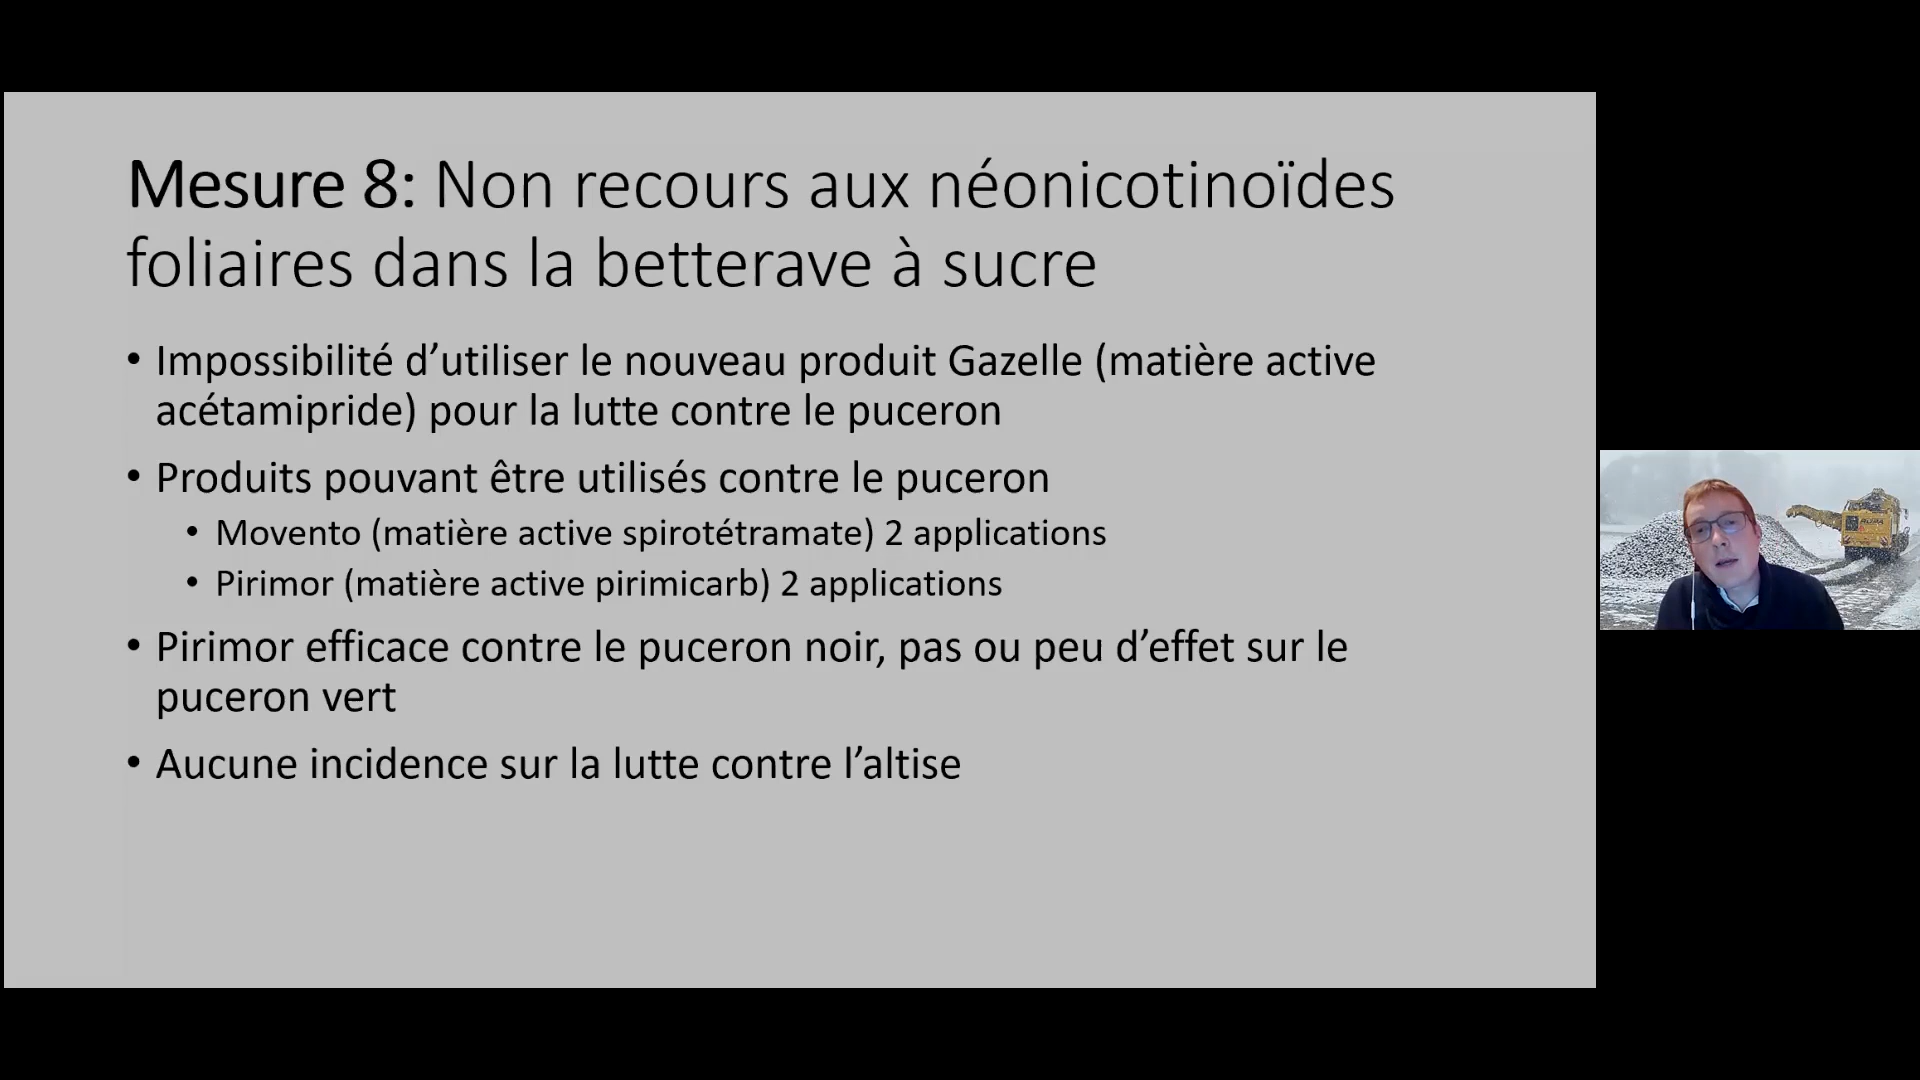 Mesure 8: Non recours aux néonicotinoïdes
foliaires dans la betterave à sucre
• Impossibilité d’utiliser le nouveau produit Gazelle (matière active
acétamipride) pour la lutte contre le puceron
• Produits pouvant être utilisés contre le puceron
• Movento (matière active spirotétramate) 2 applications
• Pirimor (matière active pirimicarb) 2 applications
• Pirimor efficace contre le puceron noir, pas ou peu d’effet sur le
puceron vert
• Aucune incidence sur la lutte contre l’altise